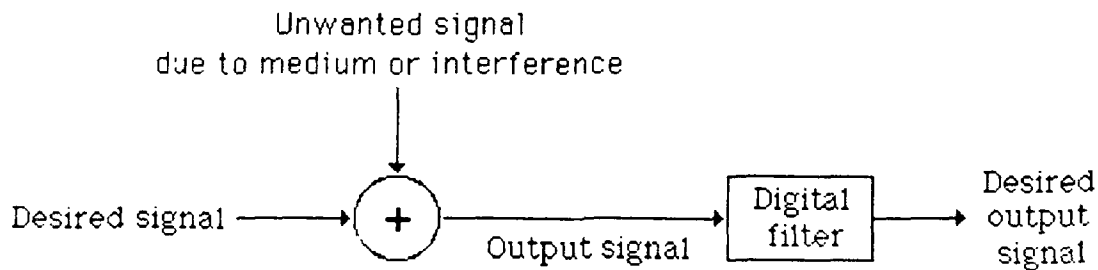 Unwanted signal
due to medium or interference
Desired signal
+
Output signal
Digital
filter
Desired
output
signal